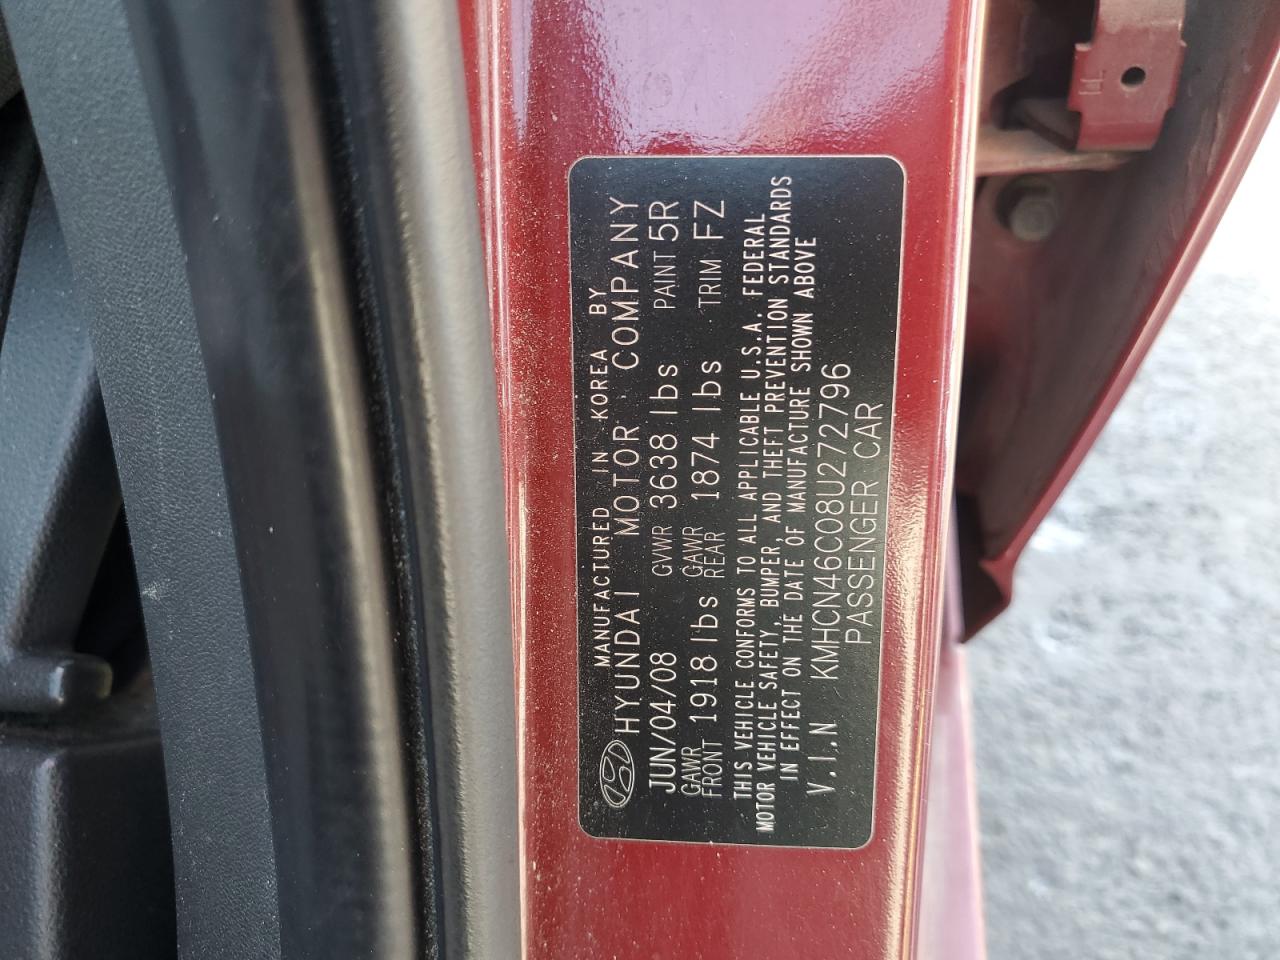 MANUFACTURED IN KOREA BY
HYUNDAI MOTOR COMPANY
JUN/04/08 GVWR 3638 lbs PAINT 5R
GAWR FRONT 1918 lbs GAWR REAR 1874 lbs TRIM FZ
THIS VEHICLE CONFORMS TO ALL APPLICABLE U.S.A. FEDERAL
MOTOR VEHICLE SAFETY, BUMPER, AND THEFT PREVENTION STANDARDS
IN EFFECT ON THE DATE OF MANUFACTURE SHOWN ABOVE
V.I.N KMHCN46C08U272796
PASSENGER CAR